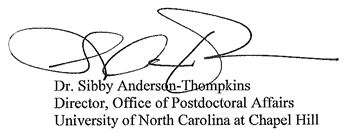 Dr. Sibby Anderson-Thompkins
Director, Office of Postdoctoral Affairs
University of North Carolina at Chapel Hill